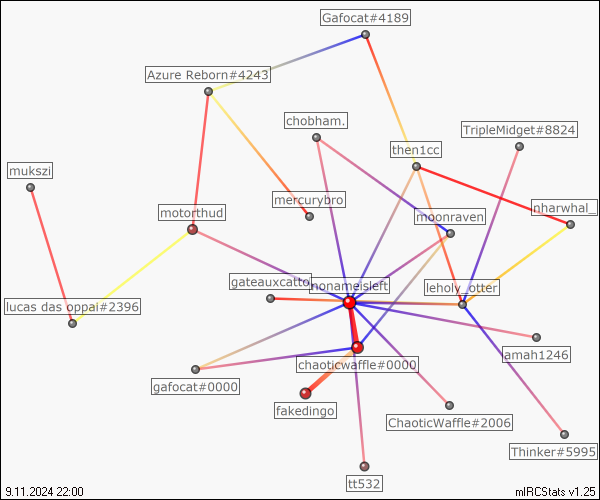 Gafocat#4189
Azure Reborn#4243
chobham.
TripleMidget#8824
then1cc
mukszi
mercurybro
nharwhal_
motorthud
moonraven
gateauxcatto
nonameisleft
leholy_otter
lucas das oppai#2396
amah1246
chaoticwaffle#0000
gafocat#0000
fakedingo
ChaoticWaffle#2006
Thinker#5995
tt532
9.11.2024 22:00
mIRCStats v1.25